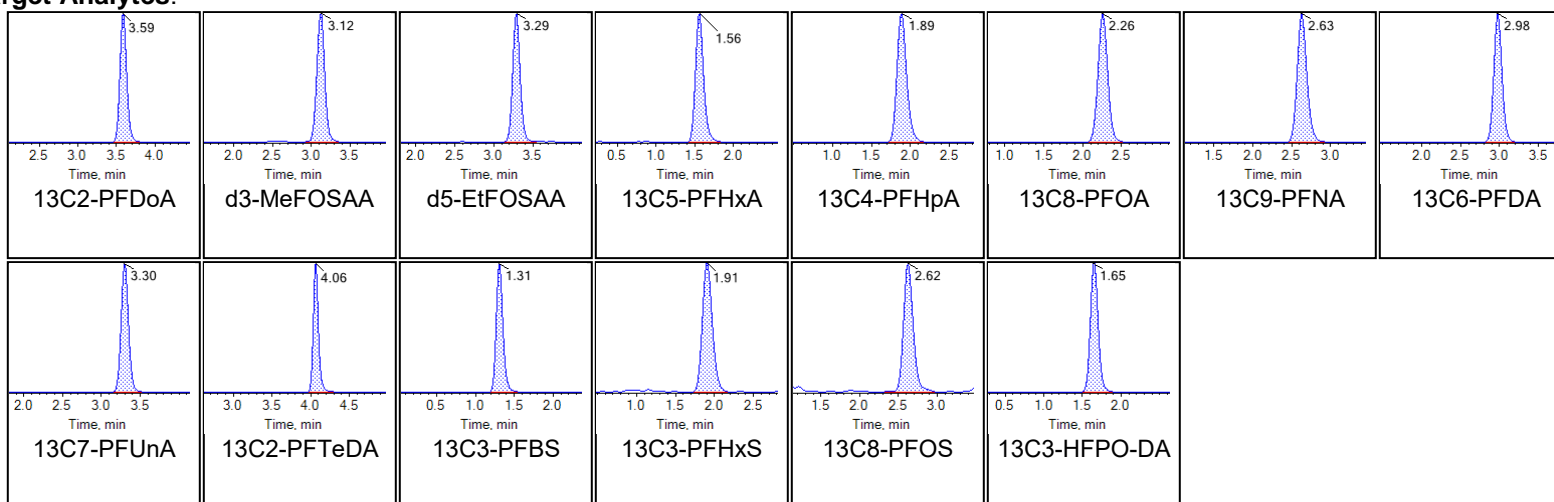 rget Analytes:
3.59 3.12 3.29 1.56 1.89 2.26 2.63 2.98
2.5 3.0 3.5 4.0 2.0 2.5 3.0 3.5 2.0 2.5 3.0 3.5 0.5 1.0 1.5 2.0 1.0 1.5 2.0 2.5 1.0 1.5 2.0 2.5 1.5 2.0 2.5 3.0 2.0 2.5 3.0 3.5
Time, min Time, min Time, min Time, min Time, min Time, min Time, min Time, min
13C2-PFDoA d3-MeFOSAA d5-EtFOSAA 13C5-PFHxA 13C4-PFHpA 13C8-PFOA 13C9-PFNA 13C6-PFDA
3.30 4.06 1.31 1.91 2.62 1.65
2.0 2.5 3.0 3.5 3.0 3.5 4.0 4.5 0.5 1.0 1.5 2.0 1.0 1.5 2.0 2.5 1.5 2.0 2.5 3.0 0.5 1.0 1.5 2.0
Time, min Time, min Time, min Time, min Time, min Time, min
13C7-PFUnA 13C2-PFTeDA 13C3-PFBS 13C3-PFHxS 13C8-PFOS 13C3-HFPO-DA